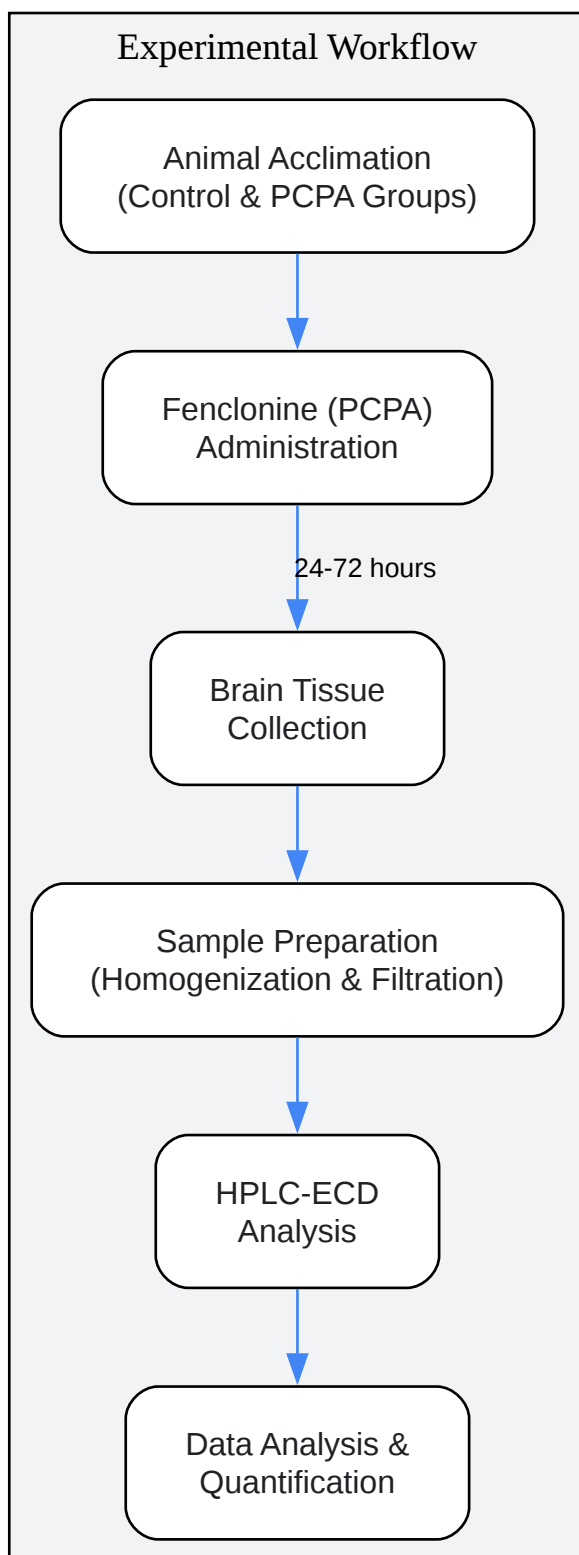 Experimental Workflow
Animal Acclimation
(Control & PCPA Groups)
Fenclonine (PCPA)
Administration
24-72 hours
Brain Tissue
Collection
Sample Preparation
(Homogenization & Filtration)
HPLC-ECD
Analysis
Data Analysis &
Quantification